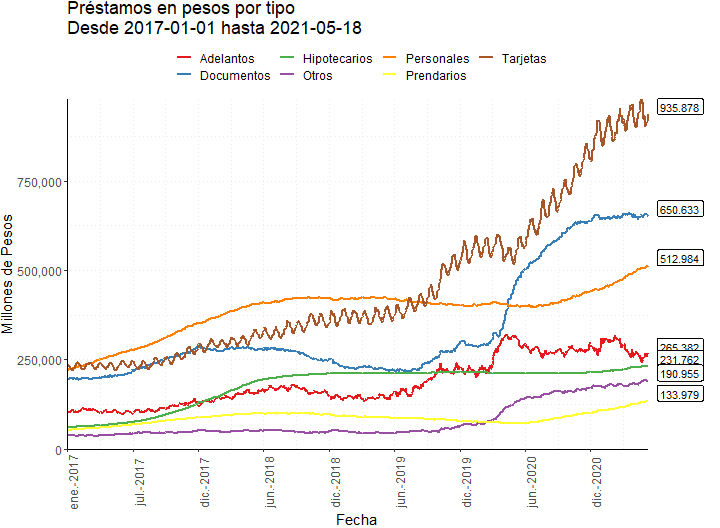 Préstamos en pesos por tipo
Desde 2017-01-01 hasta 2021-05-18
Adelantos Hipotecarios Personales Tarjetas
Documentos Otros Prendarios
Millones de Pesos
750,000
500,000
250,000
0
935.878
650.633
512.984
265.382
231.762
190.955
133.979
ene.-2017
jul.-2017
dic.-2017
jun.-2018
dic.-2018
jun.-2019
dic.-2019
jun.-2020
dic.-2020
Fecha